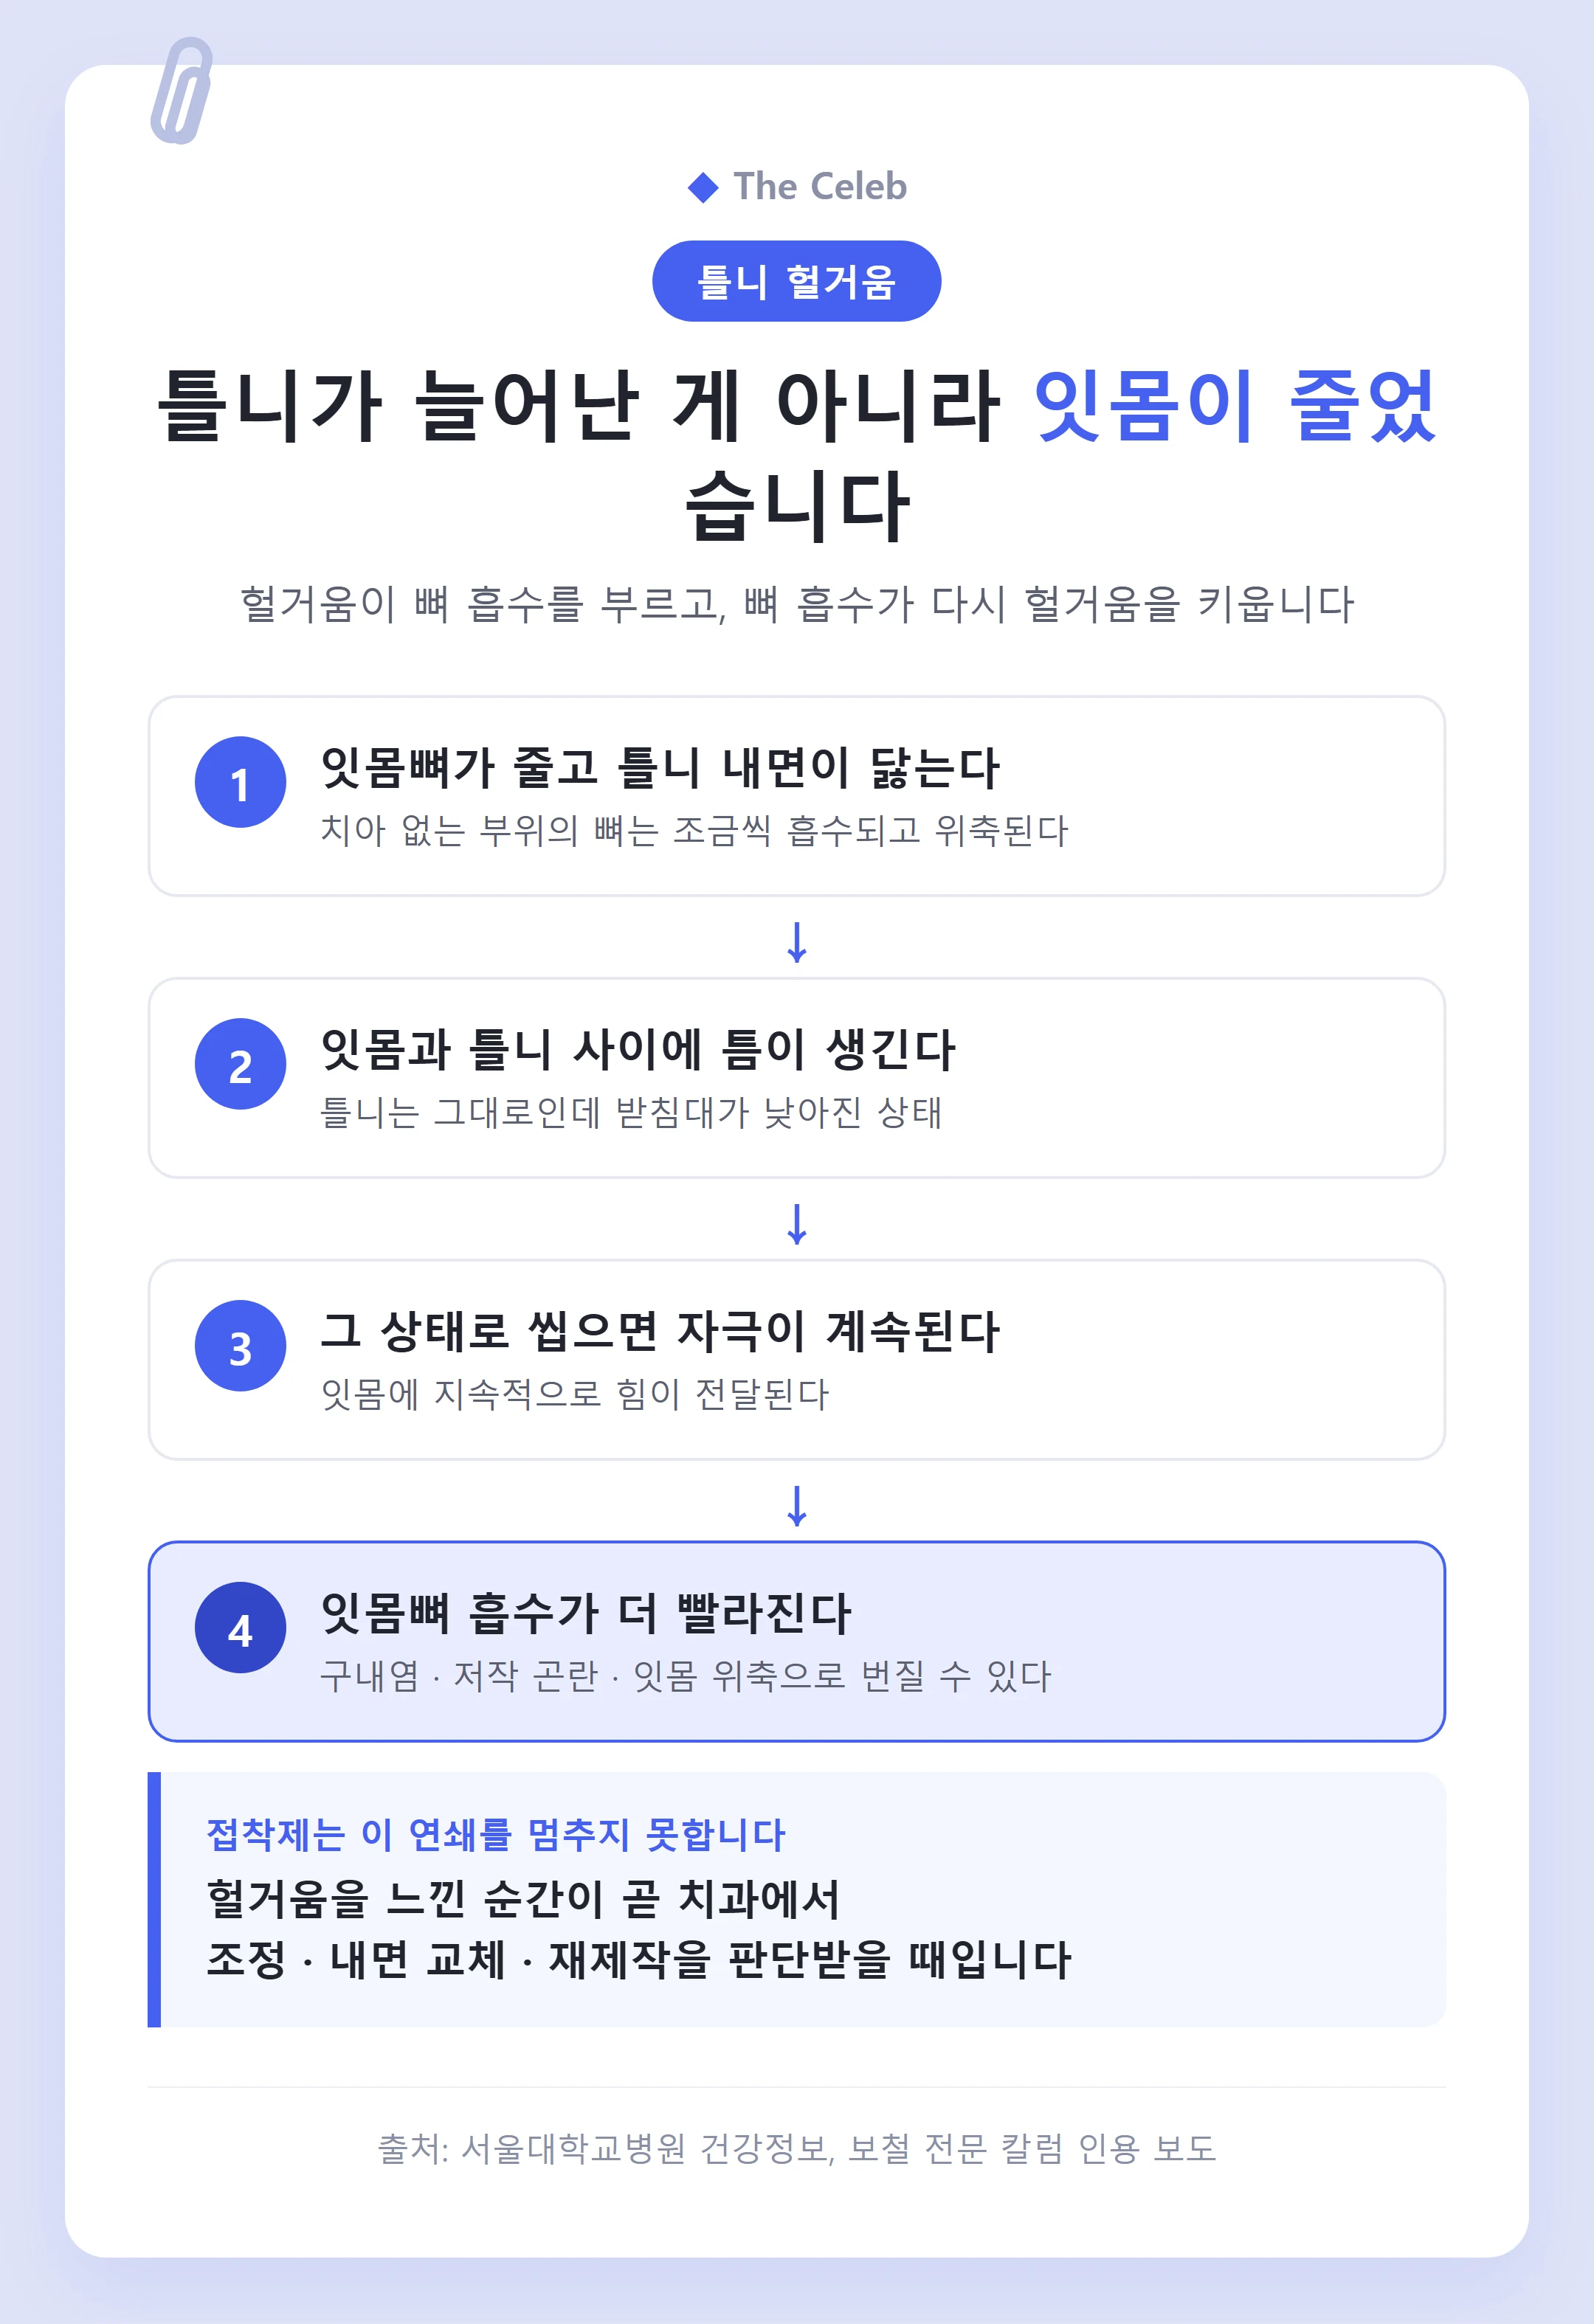 ◆ The Celeb
틀니 헐거움
틀니가 늘어난 게 아니라 잇몸이 줄었
습니다
헐거움이 뼈 흡수를 부르고, 뼈 흡수가 다시 헐거움을 키웁니다
1
잇몸뼈가 줄고 틀니 내면이 닳는다
치아 없는 부위의 뼈는 조금씩 흡수되고 위축된다
↓
2
잇몸과 틀니 사이에 틈이 생긴다
틀니는 그대로인데 받침대가 낮아진 상태
↓
3
그 상태로 씹으면 자극이 계속된다
잇몸에 지속적으로 힘이 전달된다
↓
4
잇몸뼈 흡수가 더 빨라진다
구내염 · 저작 곤란 · 잇몸 위축으로 번질 수 있다
접착제는 이 연쇄를 멈추지 못합니다
헐거움을 느낀 순간이 곧 치과에서
조정 · 내면 교체 · 재제작을 판단받을 때입니다
출처: 서울대학교병원 건강정보, 보철 전문 칼럼 인용 보도